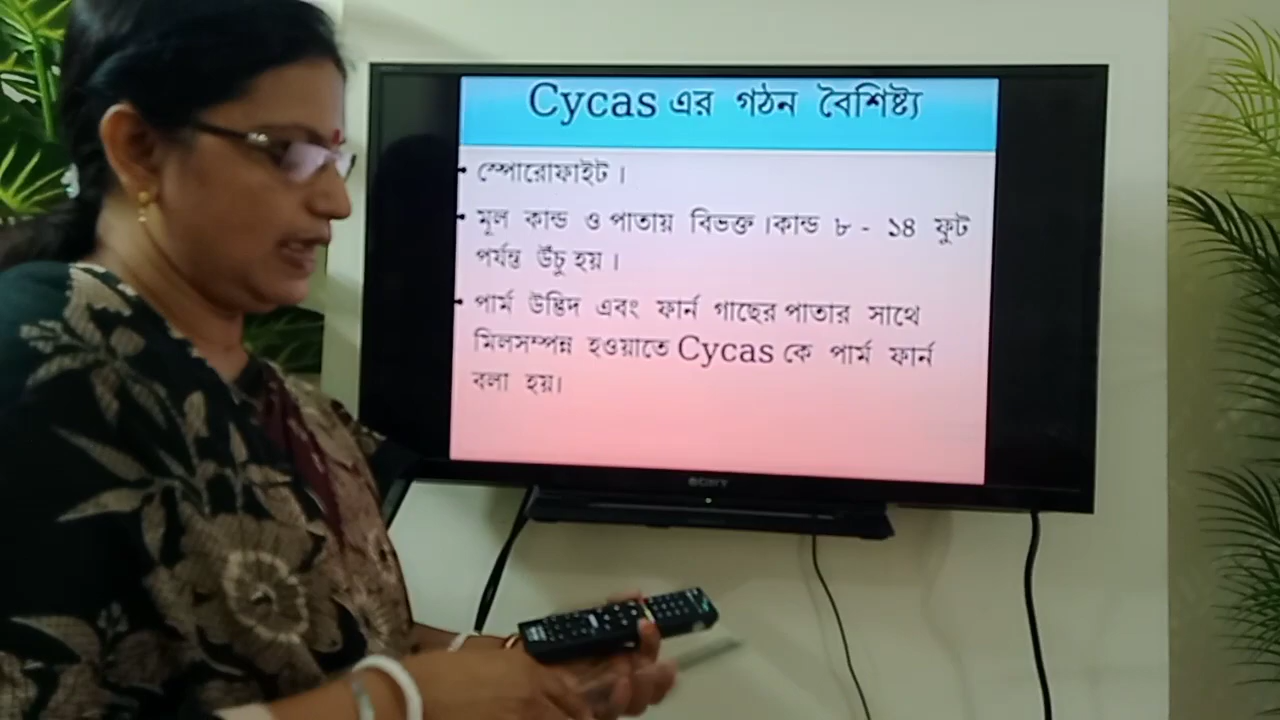 Cycas এর গঠন বৈশিষ্ট্য
স্পোরোফাইট ।
মূল কান্ড ও পাতায় বিভক্ত ।কান্ড ৮ - ১৪ ফুট
পর্যন্ত উঁচু হয় ।
পার্ম উদ্ভিদ এবং ফার্ন গাছের পাতার সাথে
মিলসম্পন্ন হওয়াতে Cycas কে পার্ম ফার্ন
বলা হয়।
SONY